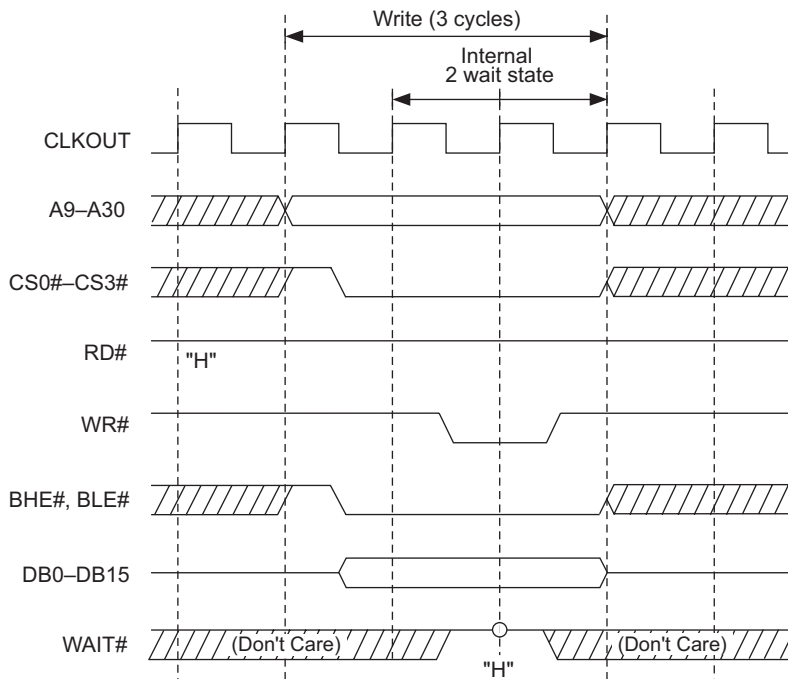 Write (3 cycles)
Internal
2 wait state
CLKOUT
A9–A30
CS0#–CS3#
RD#
"H"
WR#
BHE#, BLE#
DB0–DB15
WAIT#
(Don't Care)
(Don't Care)
"H"